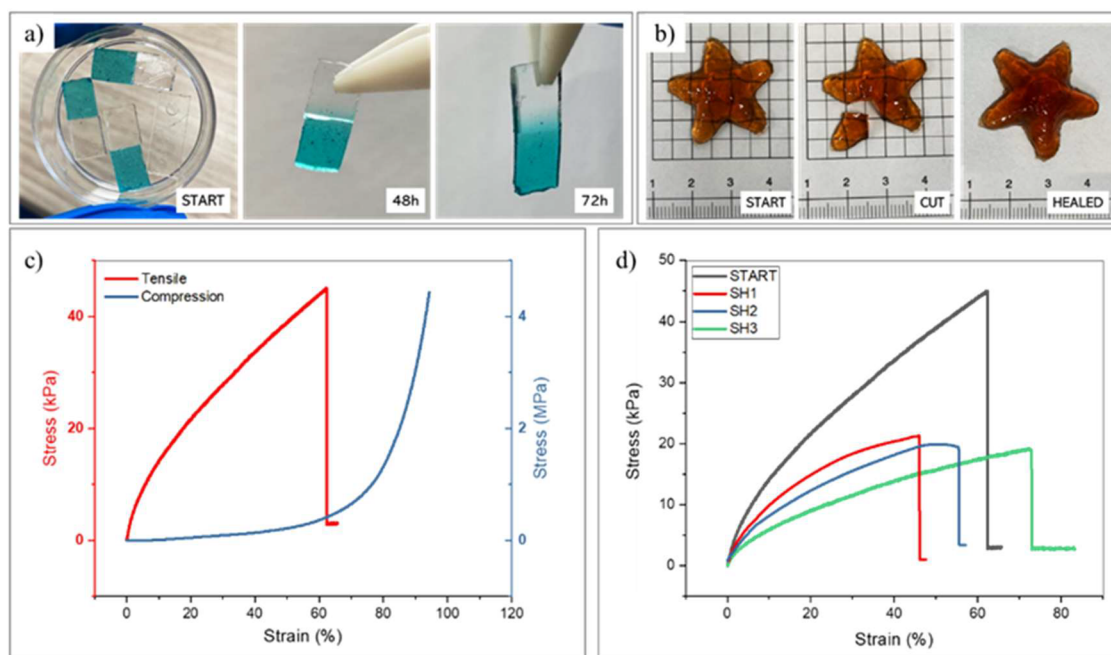 a)
START
48h
72h
b)
1 2 3 4
START
1 2 3 4
CUT
1 2 3 4
HEALED
c)
Tensile
Compression
Stress (kPa)
40
20
0
Stress (MPa)
4
2
0
0 20 40 60 80 100 120
Strain (%)
d)
START
SH1
SH2
SH3
Stress (kPa)
50
40
30
20
10
0
0 20 40 60 80
Strain (%)